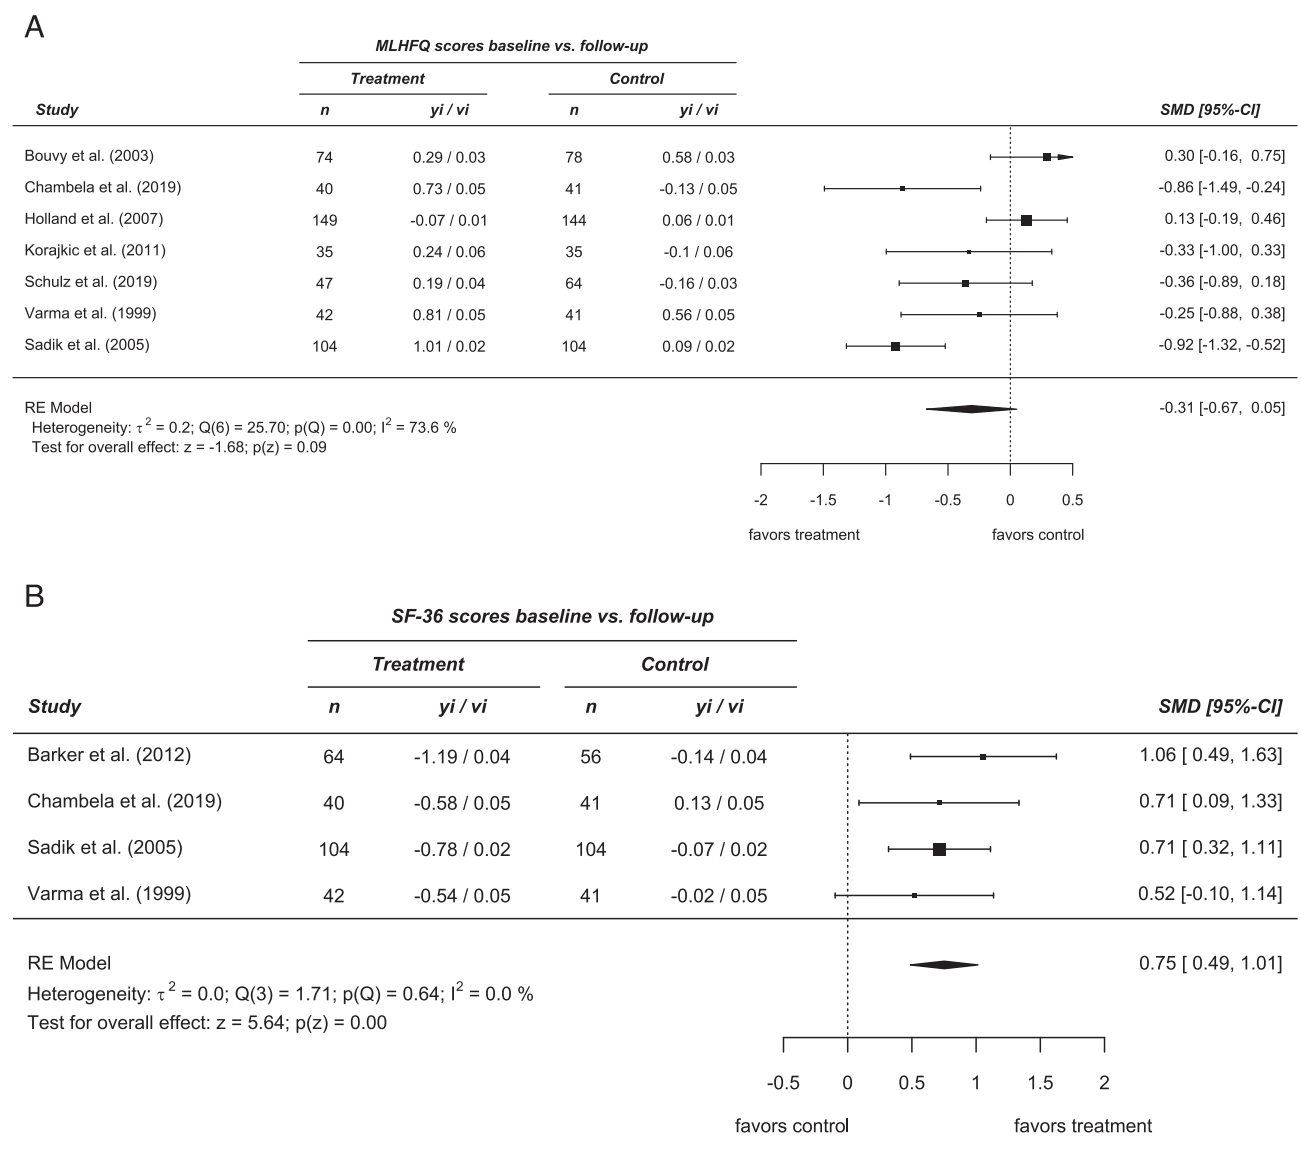 A
MLHFQ scores baseline vs. follow-up
Treatment Control
Study n yi / vi n yi / vi SMD [95%-CI]
Bouvy et al. (2003) 74 0.29 / 0.03 78 0.58 / 0.03 0.30 [-0.16, 0.75]
Chambela et al. (2019) 40 0.73 / 0.05 41 -0.13 / 0.05 -0.86 [-1.49, -0.24]
Holland et al. (2007) 149 -0.07 / 0.01 144 0.06 / 0.01 0.13 [-0.19, 0.46]
Korajkic et al. (2011) 35 0.24 / 0.06 35 -0.1 / 0.06 -0.33 [-1.00, 0.33]
Schulz et al. (2019) 47 0.19 / 0.04 64 -0.16 / 0.03 -0.36 [-0.89, 0.18]
Varma et al. (1999) 42 0.81 / 0.05 41 0.56 / 0.05 -0.25 [-0.88, 0.38]
Sadik et al. (2005) 104 1.01 / 0.02 104 0.09 / 0.02 -0.92 [-1.32, -0.52]
RE Model -0.31 [-0.67, 0.05]
Heterogeneity: τ² = 0.2; Q(6) = 25.70; p(Q) = 0.00; I² = 73.6 %
Test for overall effect: z = -1.68; p(z) = 0.09
-2 -1.5 -1 -0.5 0 0.5
favors treatment favors control
B
SF-36 scores baseline vs. follow-up
Treatment Control
Study n yi / vi n yi / vi SMD [95%-CI]
Barker et al. (2012) 64 -1.19 / 0.04 56 -0.14 / 0.04 1.06 [ 0.49, 1.63]
Chambela et al. (2019) 40 -0.58 / 0.05 41 0.13 / 0.05 0.71 [ 0.09, 1.33]
Sadik et al. (2005) 104 -0.78 / 0.02 104 -0.07 / 0.02 0.71 [ 0.32, 1.11]
Varma et al. (1999) 42 -0.54 / 0.05 41 -0.02 / 0.05 0.52 [-0.10, 1.14]
RE Model 0.75 [ 0.49, 1.01]
Heterogeneity: τ² = 0.0; Q(3) = 1.71; p(Q) = 0.64; I² = 0.0 %
Test for overall effect: z = 5.64; p(z) = 0.00
-0.5 0 0.5 1 1.5 2
favors control favors treatment